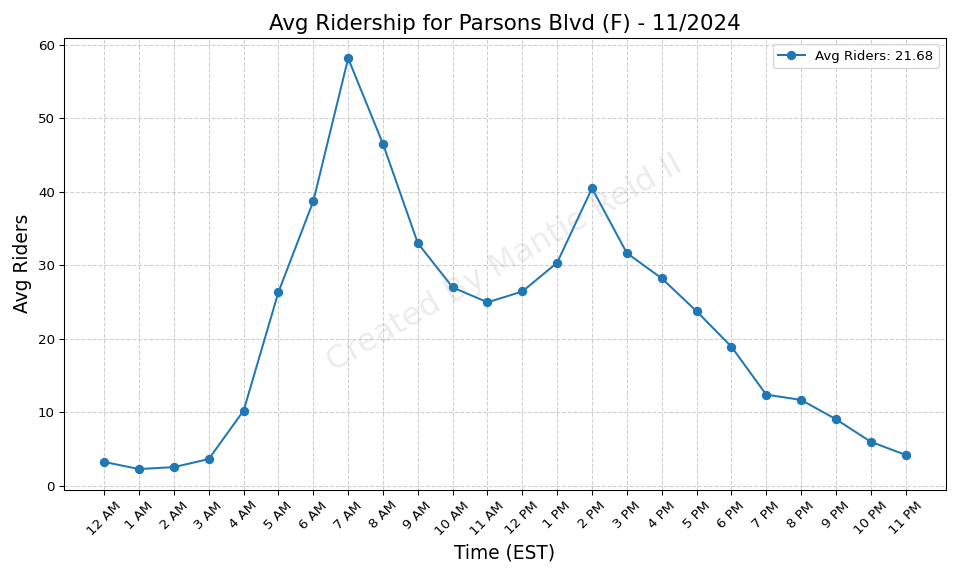 Avg Ridership for Parsons Blvd (F) - 11/2024
Avg Riders: 21.68
60
50
40
30
20
10
0
Avg Riders
Created By Mantie Reid II
12 AM
1 AM
2 AM
3 AM
4 AM
5 AM
6 AM
7 AM
8 AM
9 AM
10 AM
11 AM
12 PM
1 PM
2 PM
3 PM
4 PM
5 PM
6 PM
7 PM
8 PM
9 PM
10 PM
11 PM
Time (EST)